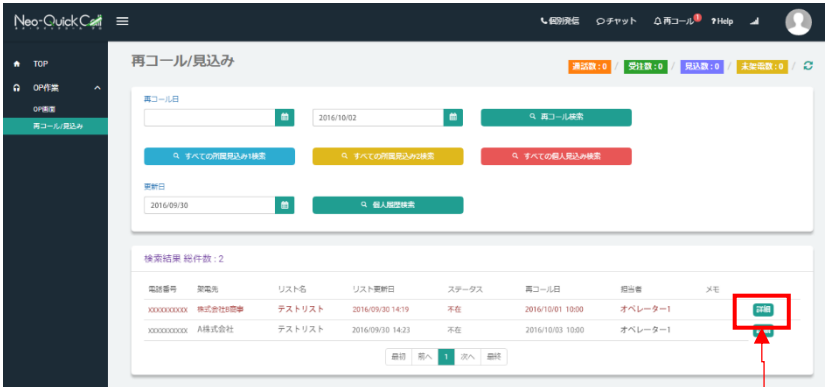 Neo-QuickCall
個別発信 チャット 再コール 1 ?Help
TOP
OP作業
OP画面
再コール/見込み
再コール/見込み
通話数:0 / 受注数:0 / 見込数:0 / 未架電数:0 /
再コール日
2016/10/02 再コール検索
すべての所属見込み1検索 すべての所属見込み2検索 すべての個人見込み検索
更新日
2016/09/30 個人履歴検索
検索結果 総件数 : 2
電話番号 架電先 リスト名 リスト更新日 ステータス 再コール日 担当者 メモ
xxxxxxxxxx 株式会社B商事 テストリスト 2016/09/30 14:19 不在 2016/10/01 10:00 オペレーター1 詳細
xxxxxxxxxx A株式会社 テストリスト 2016/09/30 14:23 不在 2016/10/03 10:00 オペレーター1
最初 前へ 1 次へ 最終